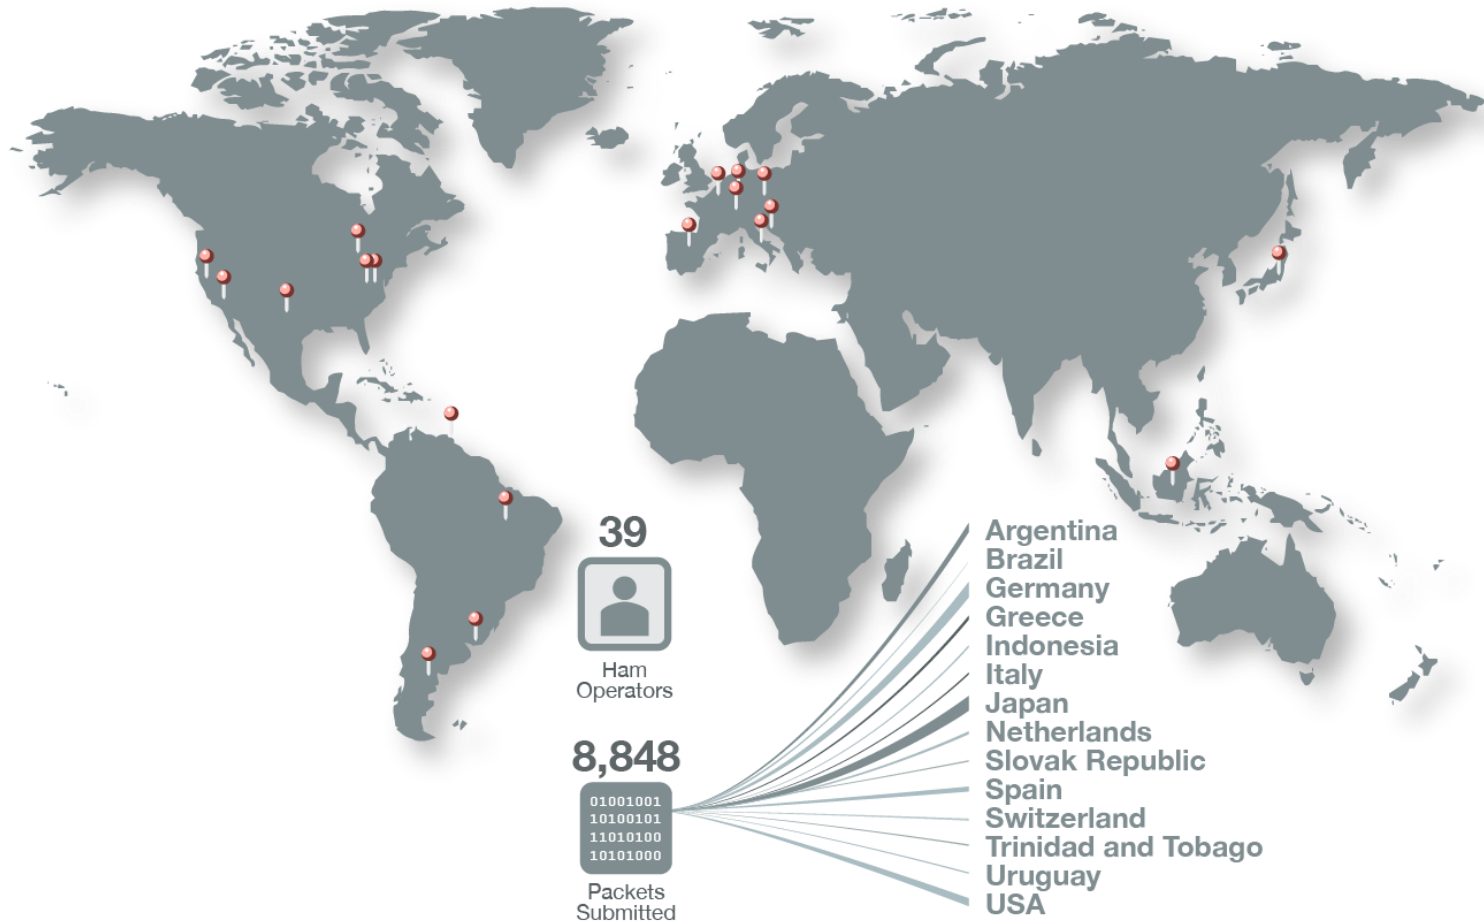 39
Ham
Operators
8,848
01001001
10100101
11010100
10101000
Packets
Submitted
Argentina
Brazil
Germany
Greece
Indonesia
Italy
Japan
Netherlands
Slovak Republic
Spain
Switzerland
Trinidad and Tobago
Uruguay
USA